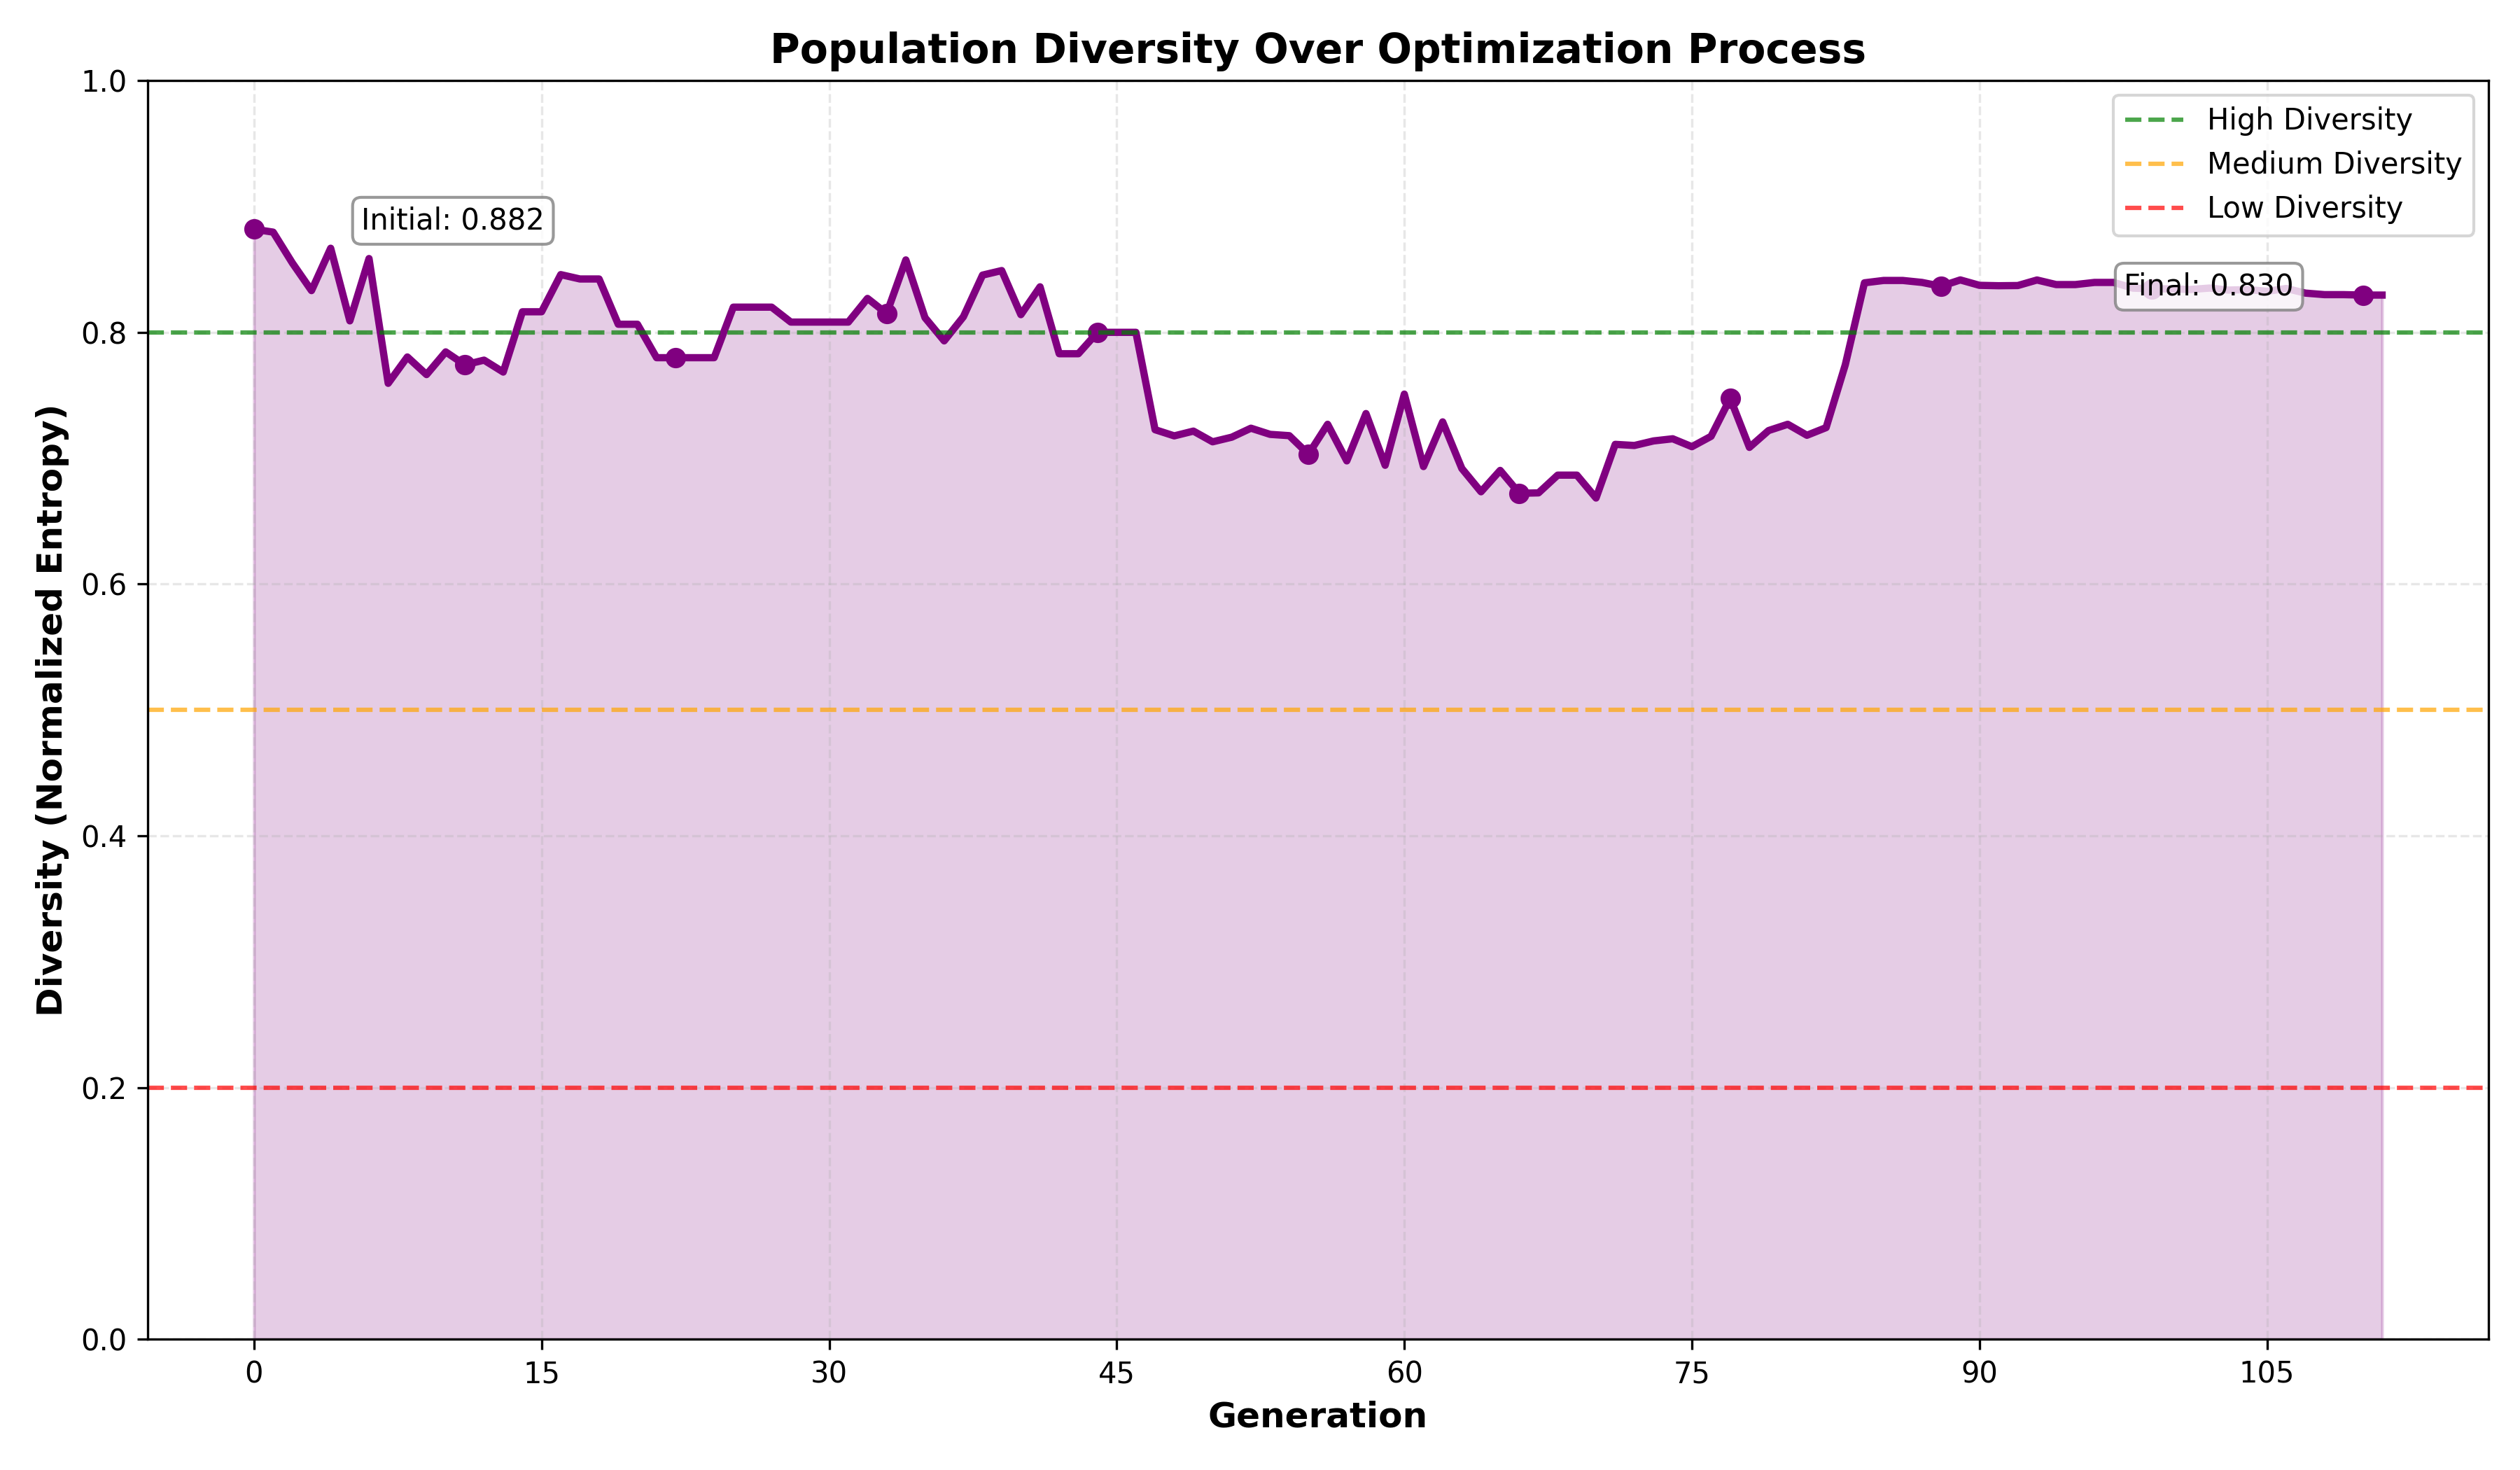 Population Diversity Over Optimization Process
Diversity (Normalized Entropy)
1.0
0.8
0.6
0.4
0.2
0.0
High Diversity
Medium Diversity
Low Diversity
Initial: 0.882
Final: 0.830
0 15 30 45 60 75 90 105
Generation